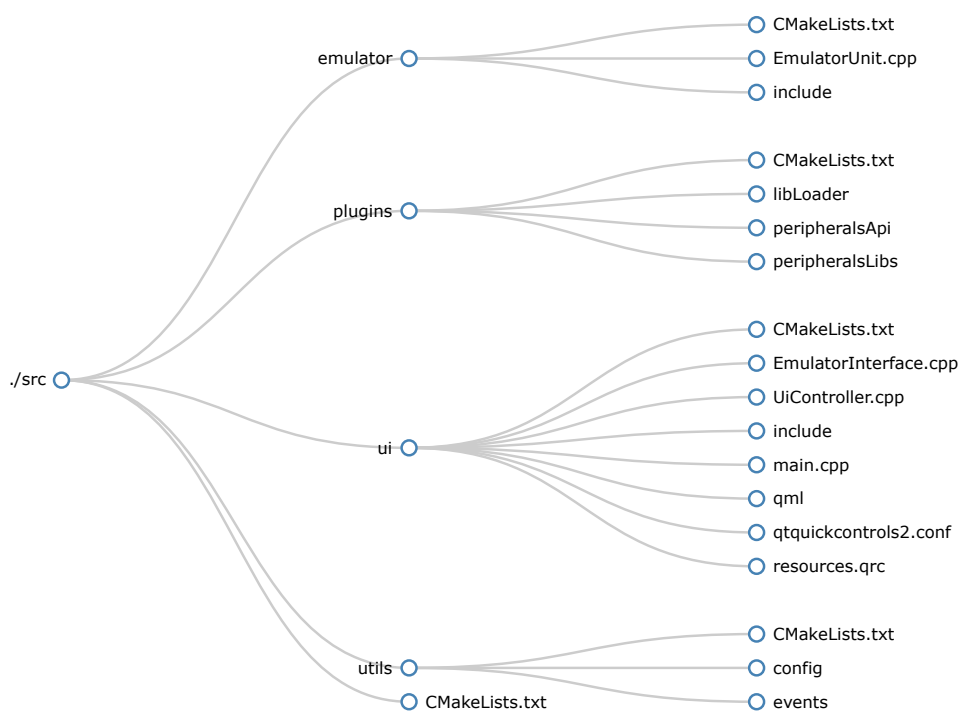 ./src
emulator
CMakeLists.txt
EmulatorUnit.cpp
include
plugins
CMakeLists.txt
libLoader
peripheralsApi
peripheralsLibs
ui
CMakeLists.txt
EmulatorInterface.cpp
UiController.cpp
include
main.cpp
qml
qtquickcontrols2.conf
resources.qrc
utils
CMakeLists.txt
config
events
CMakeLists.txt